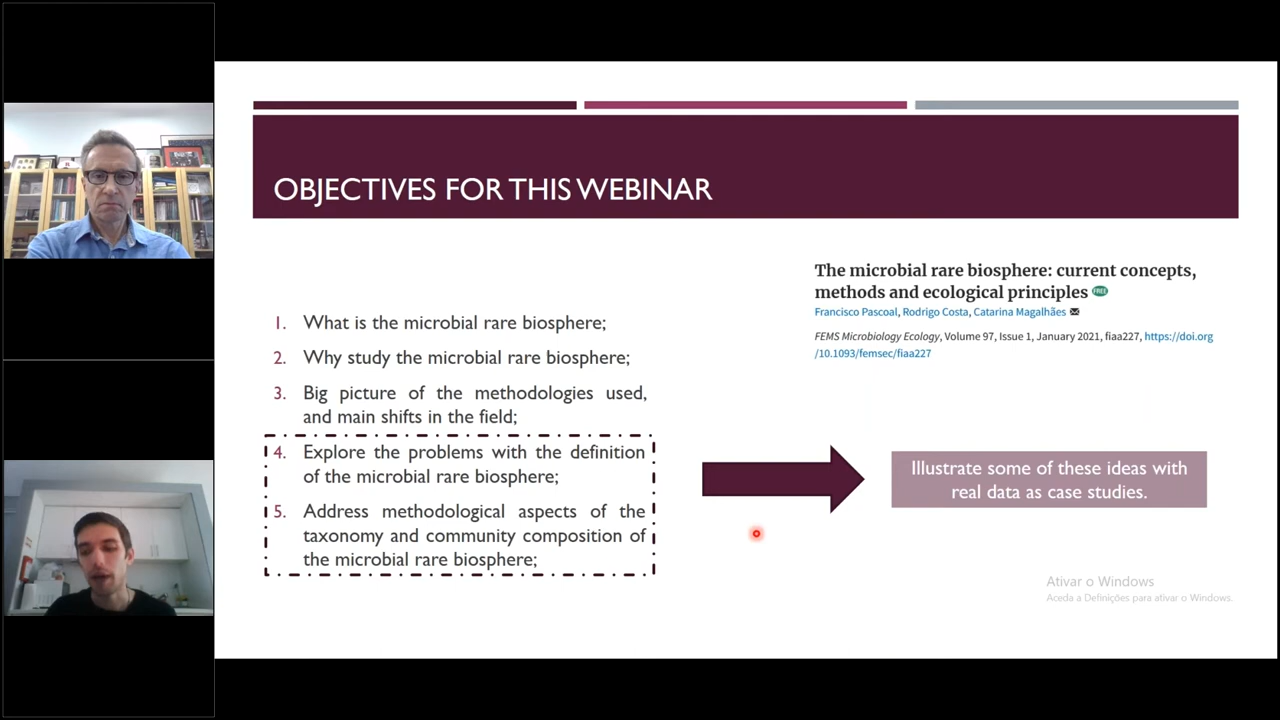 OBJECTIVES FOR THIS WEBINAR
1. What is the microbial rare biosphere;
2. Why study the microbial rare biosphere;
3. Big picture of the methodologies used,
and main shifts in the field;
4. Explore the problems with the definition
of the microbial rare biosphere;
5. Address methodological aspects of the
taxonomy and community composition of
the microbial rare biosphere;
The microbial rare biosphere: current concepts,
methods and ecological principles FREE
Francisco Pascoal, Rodrigo Costa, Catarina Magalhães
FEMS Microbiology Ecology, Volume 97, Issue 1, January 2021, fiaa227, https://doi.org
/10.1093/femsec/fiaa227
Illustrate some of these ideas with
real data as case studies.
Ativar o Windows
Aceda a Definições para ativar o Windows.